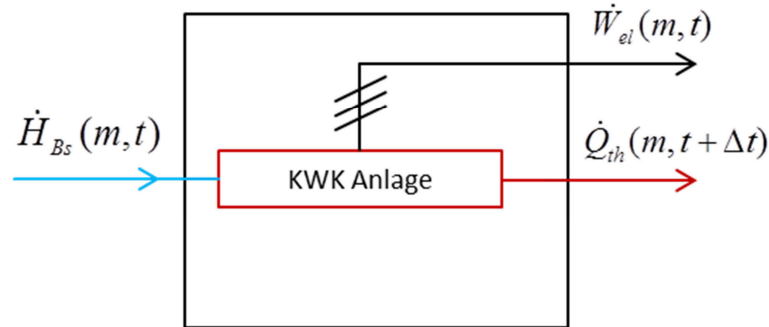 Ẇ_el(m,t)
Ḣ_Bs(m,t)
Q̇_th(m,t + Δt)
KWK Anlage